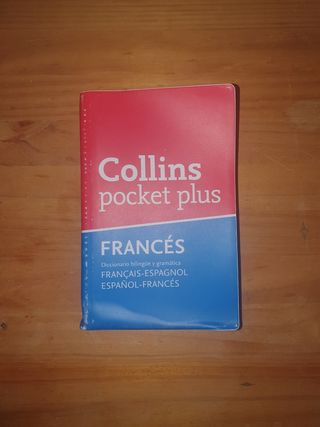 Collins
pocket plus
FRANCÉS
Diccionario bilingüe y gramática
FRANÇAIS-ESPAGNOL
ESPAÑOL-FRANCÉS